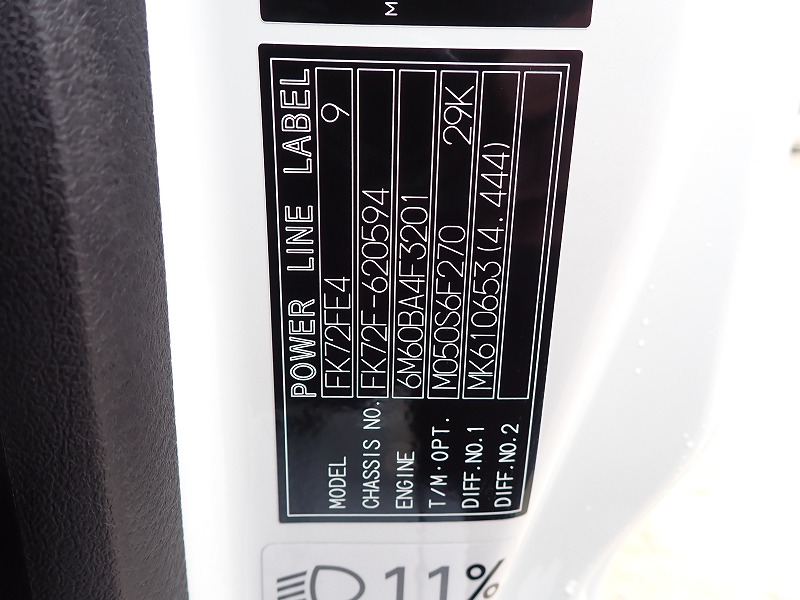 M
POWER LINE LABEL
MODEL FK72FE4 9
CHASSIS NO. FK72F-620594
ENGINE 6M60BA4F3201
T/M·OPT. M050S6F270 29K
DIFF.NO.1 MK610653(4.444)
DIFF.NO.2
11%